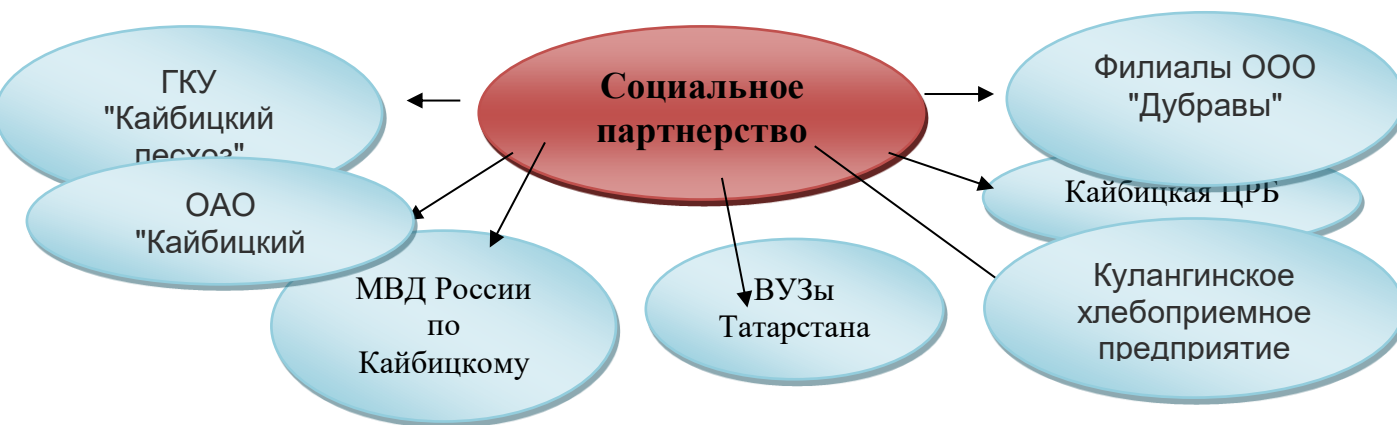 Социальное
партнерство
ГКУ
"Кайбицкий
лесхоз"
ОАО
"Кайбицкий
МВД России
по
Кайбицкому
ВУЗы
Татарстана
Филиалы ООО
"Дубравы"
Кайбицкая ЦРБ
Кулангинское
хлебоприемное
предприятие